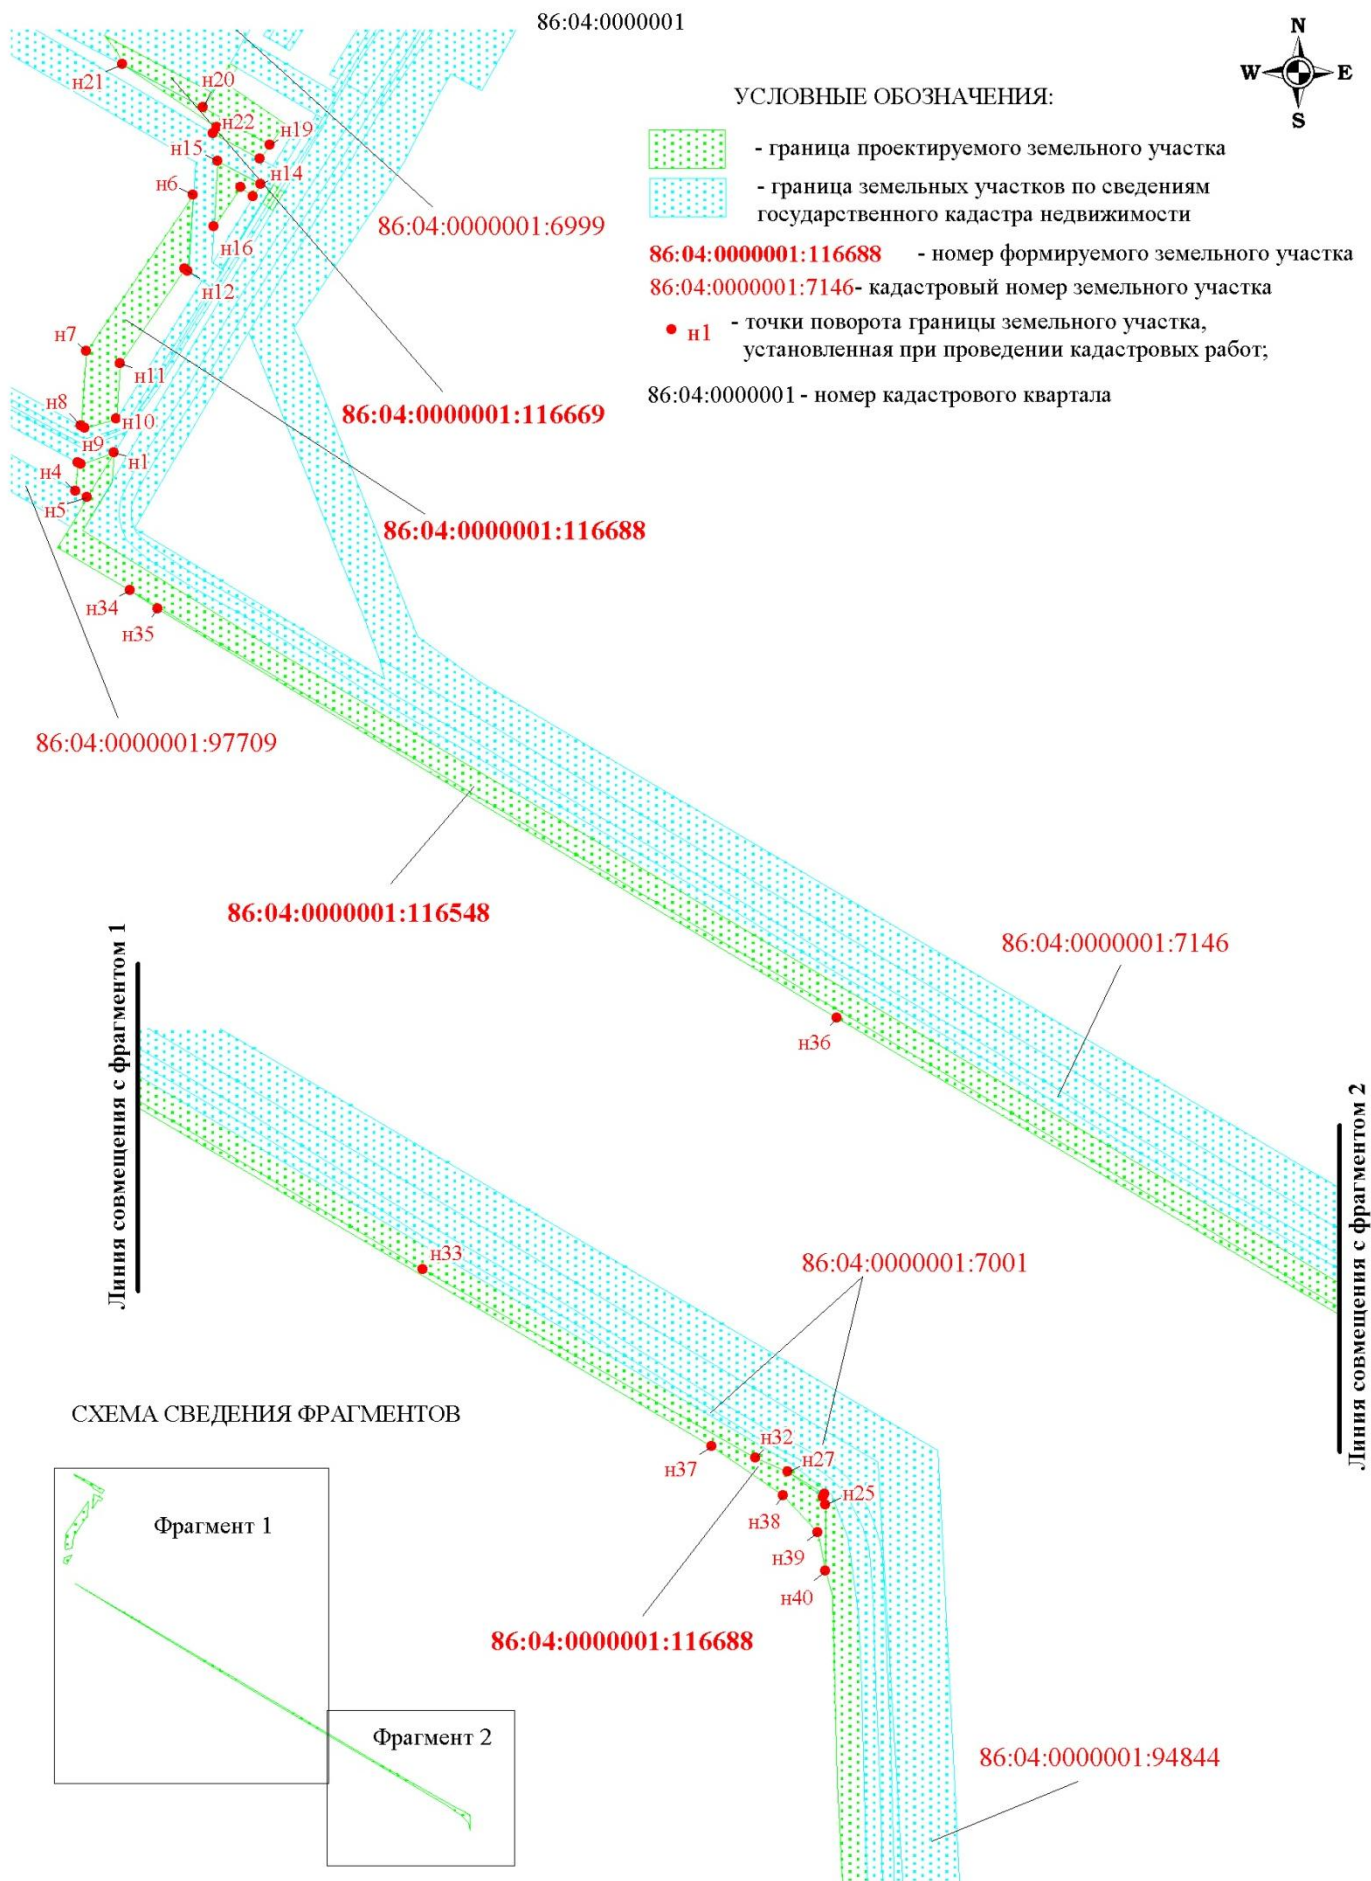 86:04:0000001
N
W
E
S
н21
н20
н22
н19
н15
н14
н6
н16
н12
н7
н11
н8
н10
н9
н1
н4
н5
н34
н35
86:04:0000001:6999
УСЛОВНЫЕ ОБОЗНАЧЕНИЯ:
- граница проектируемого земельного участка
- граница земельных участков по сведениям
государственного кадастра недвижимости
86:04:0000001:116688 - номер формируемого земельного участка
86:04:0000001:7146- кадастровый номер земельного участка
н1 - точки поворота границы земельного участка,
установленная при проведении кадастровых работ;
86:04:0000001 - номер кадастрового квартала
86:04:0000001:116669
86:04:0000001:116688
86:04:0000001:97709
86:04:0000001:116548
86:04:0000001:7146
н36
Линия совмещения с фрагментом 1
Линия совмещения с фрагментом 2
н33
86:04:0000001:7001
н32
н37
н27
н25
н38
н39
н40
86:04:0000001:116688
86:04:0000001:94844
СХЕМА СВЕДЕНИЯ ФРАГМЕНТОВ
Фрагмент 1
Фрагмент 2